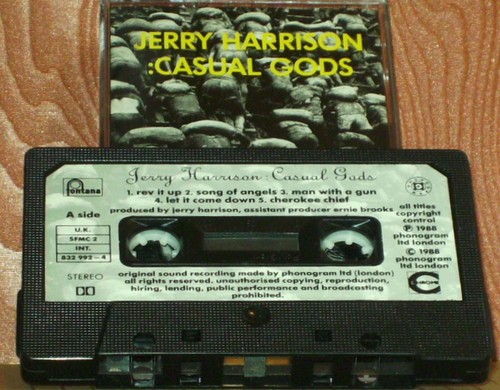 JERRY HARRISON
:CASUAL GODS
Jerry Harrison: Casual Gods
fontana
1. rev it up 2. song of angels 3. man with a gun
4. let it come down 5. cherokee chief
produced by jerry harrison, assistant producer ernie brooks
A side
U.K.
SFMC 2
INT.
832 992-4
STEREO
all titles
copyright
control
℗ 1988
phonogram
ltd london
© 1988
phonogram
ltd london
original sound recording made by phonogram ltd (london)
all rights reserved. unauthorised copying, reproduction,
hiring, lending, public performance and broadcasting
prohibited.